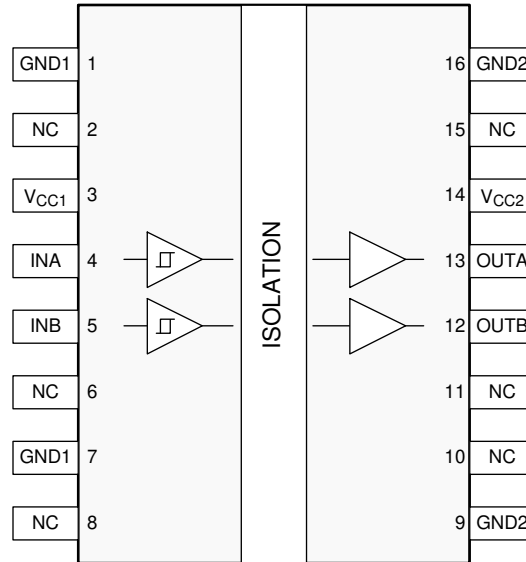 GND1 1 16 GND2
NC 2 15 NC
VCC1 3 14 VCC2
INA 4 13 OUTA
INB 5 12 OUTB
NC 6 11 NC
GND1 7 10 NC
NC 8 9 GND2
ISOLATION